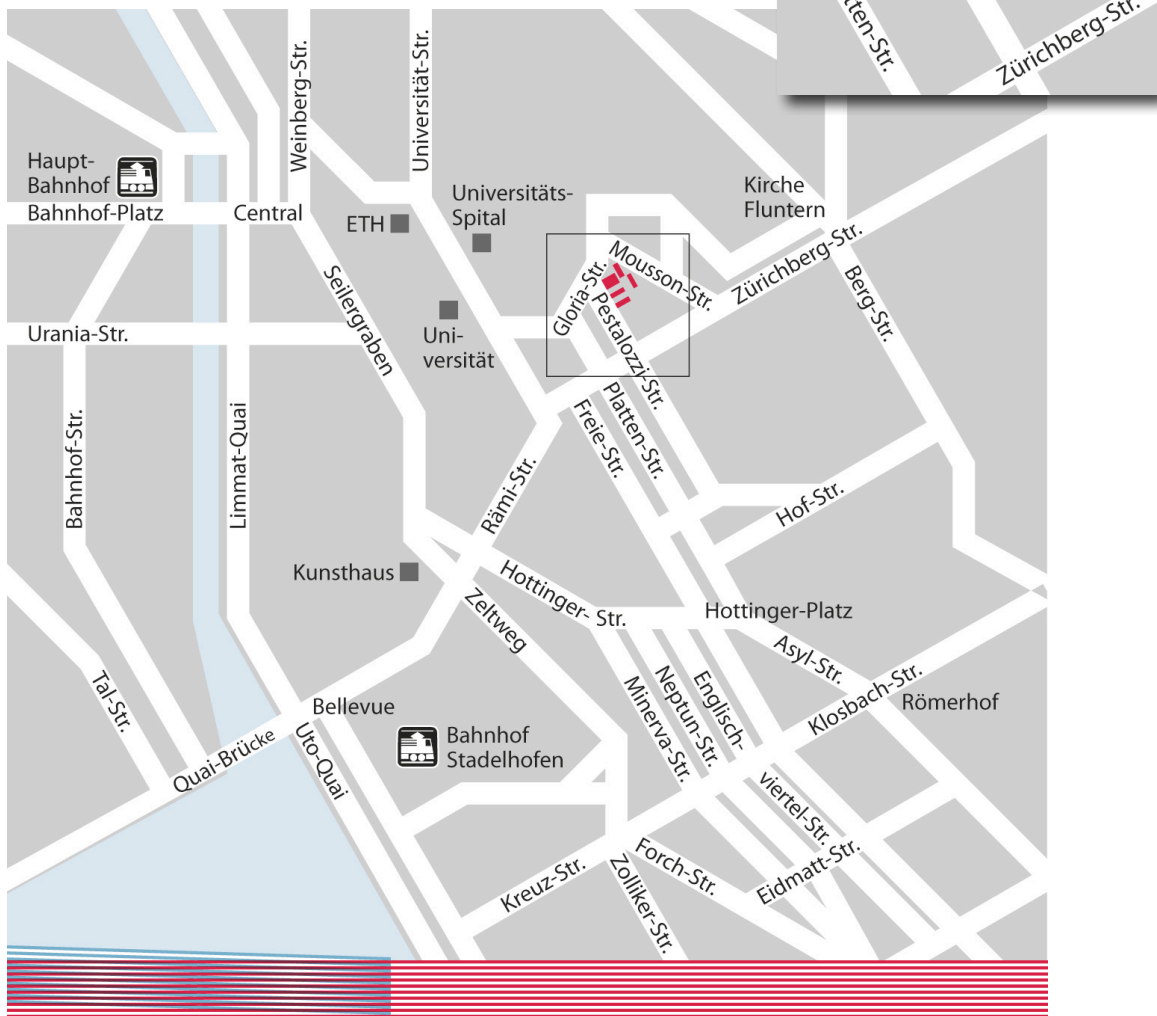 tten-Str.
Zürichberg-Str.
Weinberg-Str.
Universität-Str.
Haupt-
Bahnhof
Bahnhof-Platz
Central
ETH
Universitäts-
Spital
Kirche
Fluntern
Mousson-Str.
Gloria-Str.
Zürichberg-Str.
Berg-Str.
Pestalozzi-Str.
Seilergraben
Uni-
versität
Urania-Str.
Platten-Str.
Freie-Str.
Bahnhof-Str.
Limmat-Quai
Rämi-Str.
Hof-Str.
Kunsthaus
Hottinger- Str.
Zeltweg
Hottinger-Platz
Asyl-Str.
Klosbach-Str.
Römerhof
Tal-Str.
Bellevue
Minerva-Str.
Neptun-Str.
Englisch-
viertel-Str.
Quai-Brücke
Uto-Quai
Bahnhof
Stadelhofen
Kreuz-Str.
Forch-Str.
Zolliker-Str.
Eidmatt-Str.